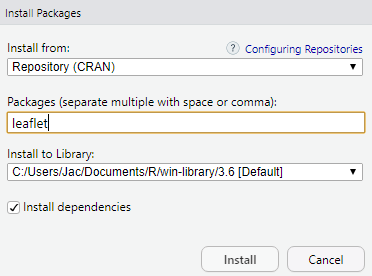 Install Packages
Install from:
? Configuring Repositories
Repository (CRAN)
Packages (separate multiple with space or comma):
leaflet
Install to Library:
C:/Users/Jac/Documents/R/win-library/3.6 [Default]
Install dependencies
Install
Cancel